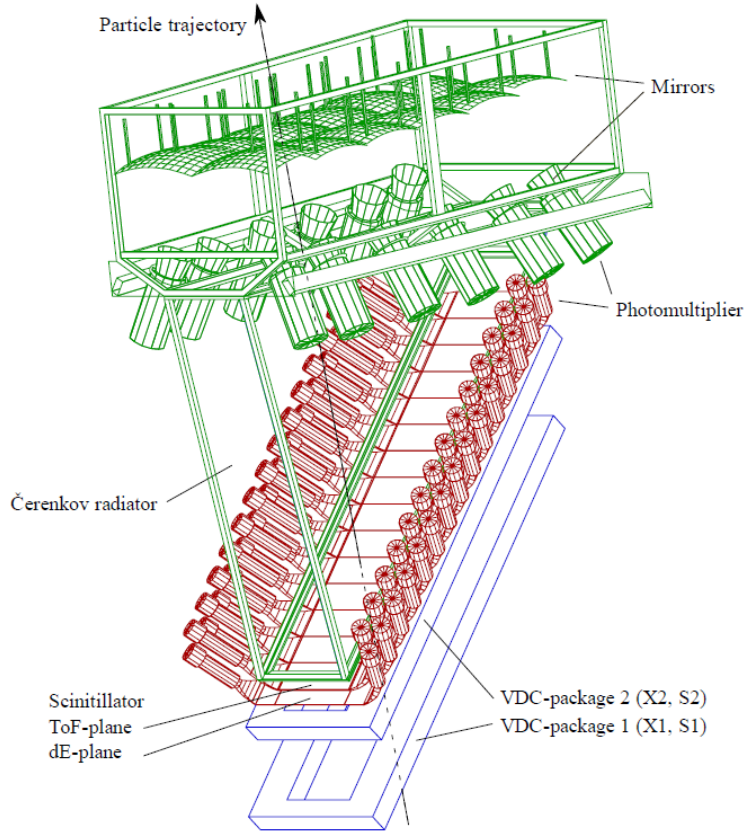 Particle trajectory
Mirrors
Photomultiplier
Čerenkov radiator
Scinitillator
ToF-plane
dE-plane
VDC-package 2 (X2, S2)
VDC-package 1 (X1, S1)